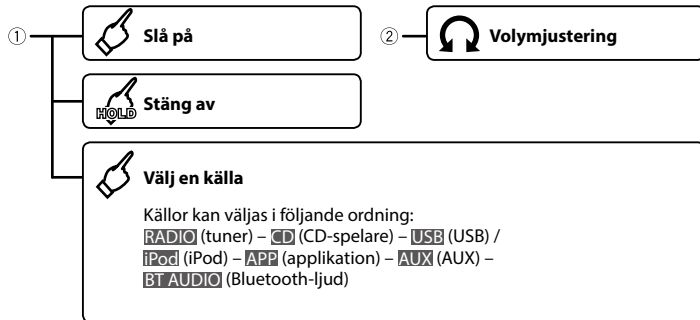 ① Slå på
② Volymjustering
HOLD Stäng av
Välj en källa
Källor kan väljas i följande ordning:
RADIO (tuner) – CD (CD-spelare) – USB (USB) /
iPod (iPod) – APP (applikation) – AUX (AUX) –
BT AUDIO (Bluetooth-ljud)